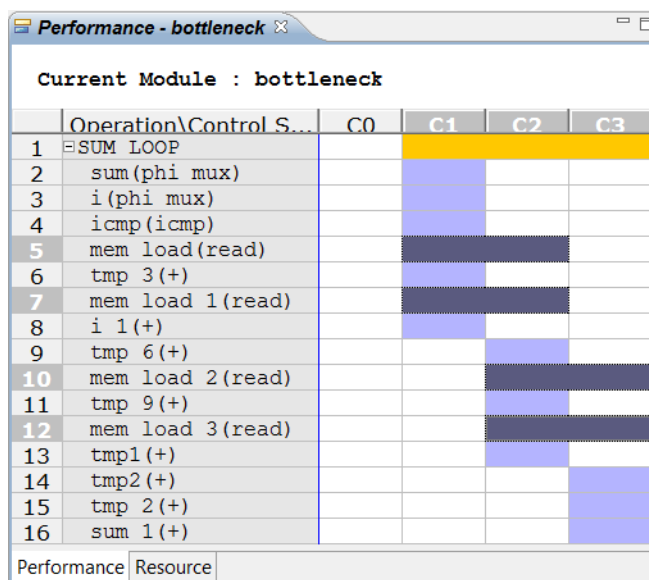 Performance - bottleneck
Current Module : bottleneck
Operation\Control S... C0 C1 C2 C3
1 SUM LOOP
2 sum(phi mux)
3 i(phi mux)
4 icmp(icmp)
5 mem load(read)
6 tmp 3(+)
7 mem load 1(read)
8 i 1(+)
9 tmp 6(+)
10 mem load 2(read)
11 tmp 9(+)
12 mem load 3(read)
13 tmp1(+)
14 tmp2(+)
15 tmp 2(+)
16 sum 1(+)
Performance Resource